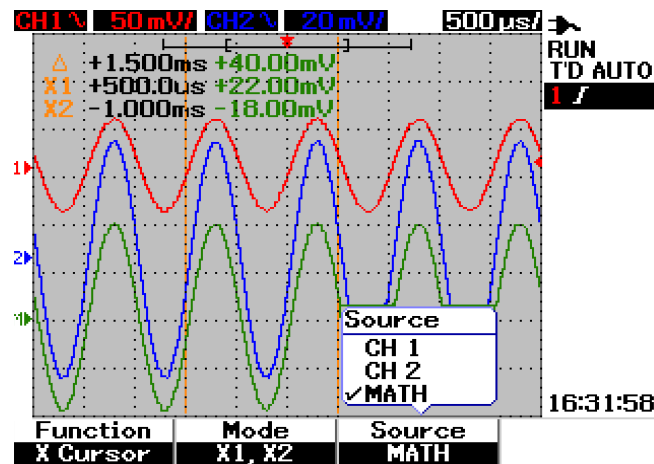 CH1 ∿ 50 mV/ CH2 ∿ 20 mV/ 500 µs/
RUN
T'D AUTO
1
Δ +1.500ms +40.00mV
X1 +500.0us +22.00mV
X2 -1.000ms -18.00mV
1
2
M
Source
CH 1
CH 2
✓MATH
16:31:58
Function Mode Source
X Cursor X1, X2 MATH